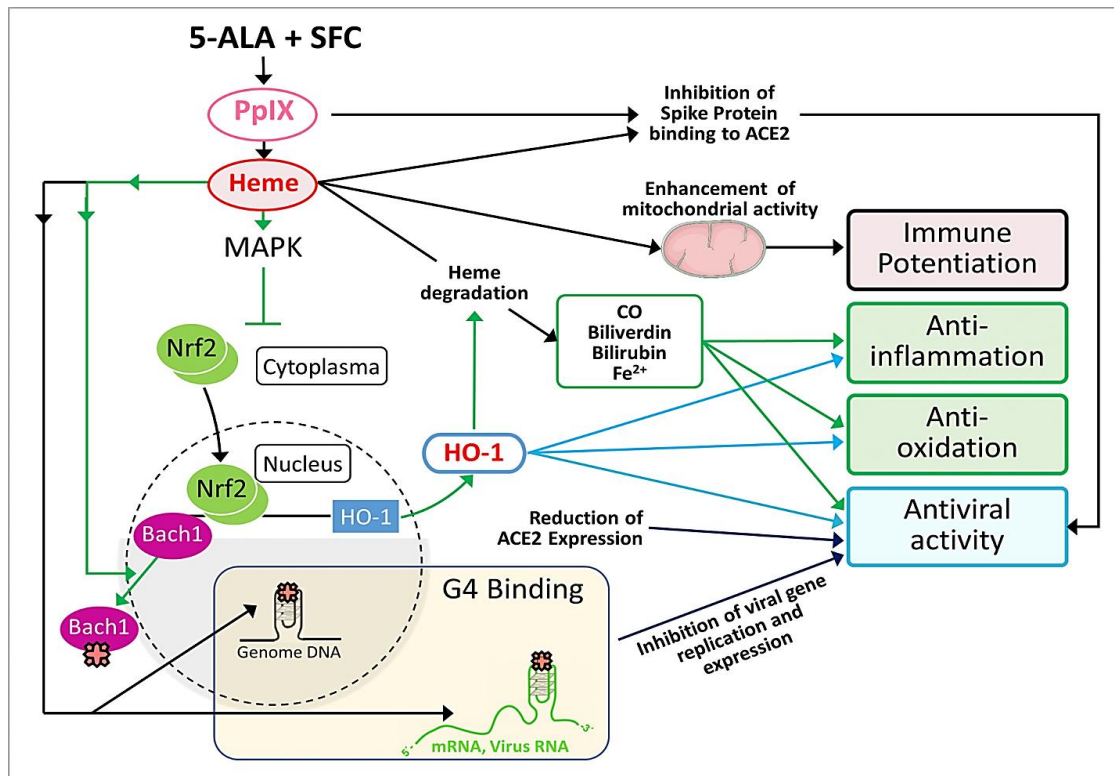 5-ALA + SFC
PpIX
Heme
MAPK
Inhibition of
Spike Protein
binding to ACE2
Enhancement of
mitochondrial activity
Immune
Potentiation
Heme
degradation
CO
Biliverdin
Bilirubin
Fe²⁺
Anti-
inflammation
Nrf2
Cytoplasma
Anti-
oxidation
HO-1
Nucleus
Nrf2
HO-1
Bach1
Reduction of
ACE2 Expression
Antiviral
activity
G4 Binding
Bach1
Genome DNA
Inhibition of viral gene
replication and
expression
5'
mRNA, Virus RNA
-3'